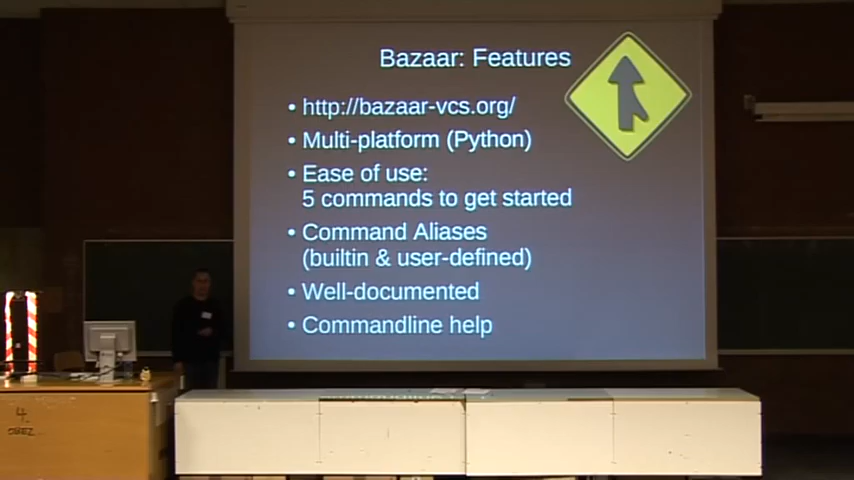 Bazaar: Features
• http://bazaar-vcs.org/
• Multi-platform (Python)
• Ease of use:
5 commands to get started
• Command Aliases
(builtin & user-defined)
• Well-documented
• Commandline help
4.